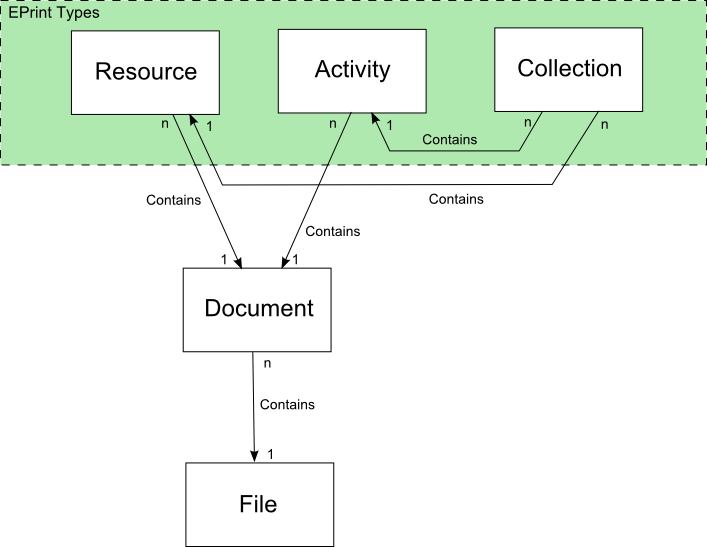 EPrint Types
Resource
Activity
Collection
n
1
n
1
Contains
n
n
Contains
Contains
Contains
1
1
Document
n
Contains
1
File